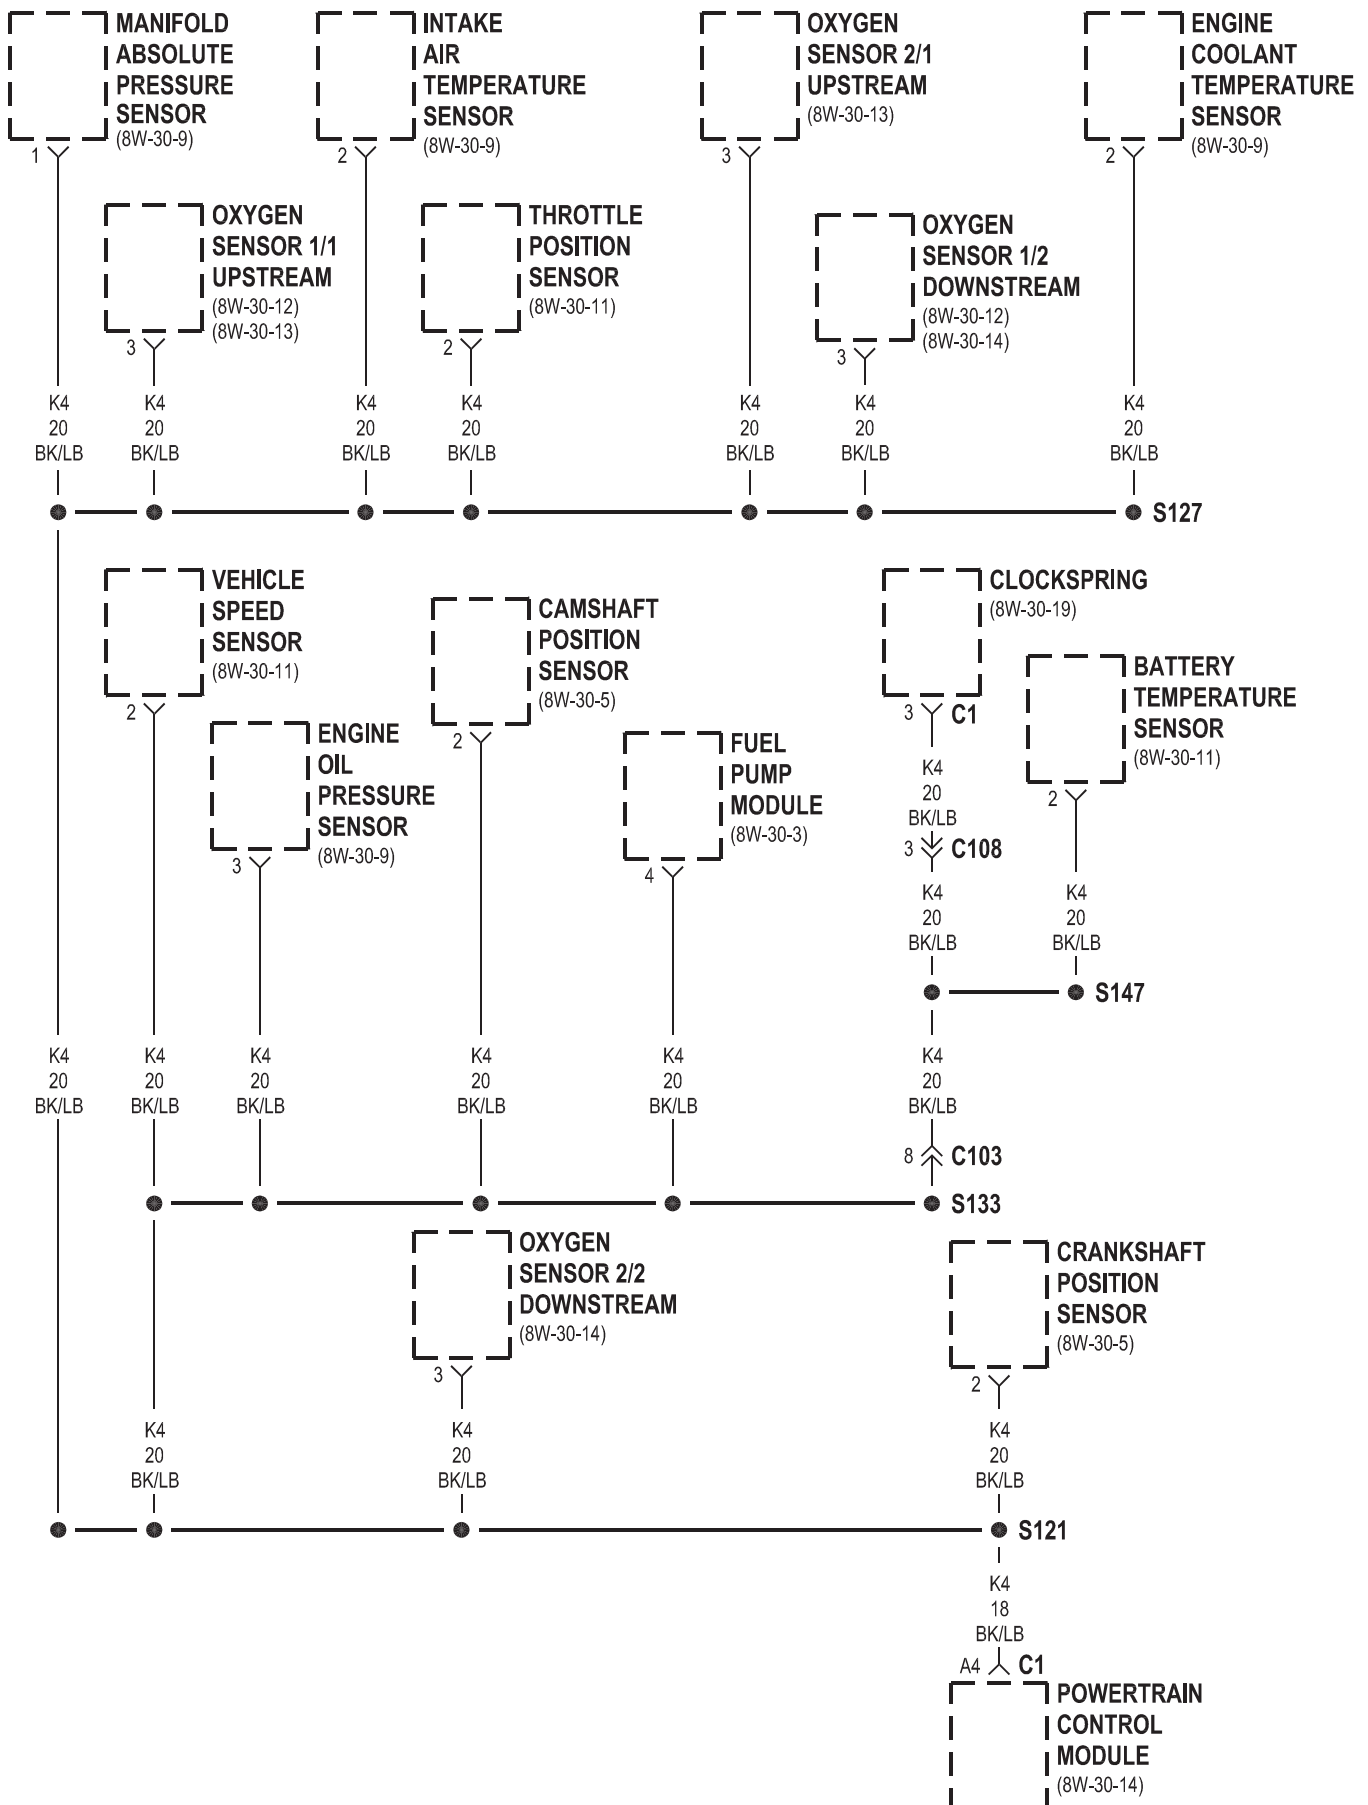 MANIFOLD
ABSOLUTE
PRESSURE
SENSOR
(8W-30-9)
1
INTAKE
AIR
TEMPERATURE
SENSOR
(8W-30-9)
2
OXYGEN
SENSOR 2/1
UPSTREAM
(8W-30-13)
3
ENGINE
COOLANT
TEMPERATURE
SENSOR
(8W-30-9)
2
OXYGEN
SENSOR 1/1
UPSTREAM
(8W-30-12)
(8W-30-13)
3
THROTTLE
POSITION
SENSOR
(8W-30-11)
2
OXYGEN
SENSOR 1/2
DOWNSTREAM
(8W-30-12)
(8W-30-14)
3
K4 K4 K4 K4 K4 K4 K4
20 20 20 20 20 20 20
BK/LB BK/LB BK/LB BK/LB BK/LB BK/LB BK/LB
S127
VEHICLE
SPEED
SENSOR
(8W-30-11)
2
CAMSHAFT
POSITION
SENSOR
(8W-30-5)
2
CLOCKSPRING
(8W-30-19)
3 C1
BATTERY
TEMPERATURE
SENSOR
(8W-30-11)
2
ENGINE
OIL
PRESSURE
SENSOR
(8W-30-9)
3
FUEL
PUMP
MODULE
(8W-30-3)
4
K4
20
BK/LB
3 C108
K4 K4
20 20
BK/LB BK/LB
S147
K4 K4 K4 K4 K4 K4
20 20 20 20 20 20
BK/LB BK/LB BK/LB BK/LB BK/LB BK/LB
8 C103
S133
OXYGEN
SENSOR 2/2
DOWNSTREAM
(8W-30-14)
3
CRANKSHAFT
POSITION
SENSOR
(8W-30-5)
2
K4 K4 K4
20 20 20
BK/LB BK/LB BK/LB
S121
K4
18
BK/LB
A4 C1
POWERTRAIN
CONTROL
MODULE
(8W-30-14)